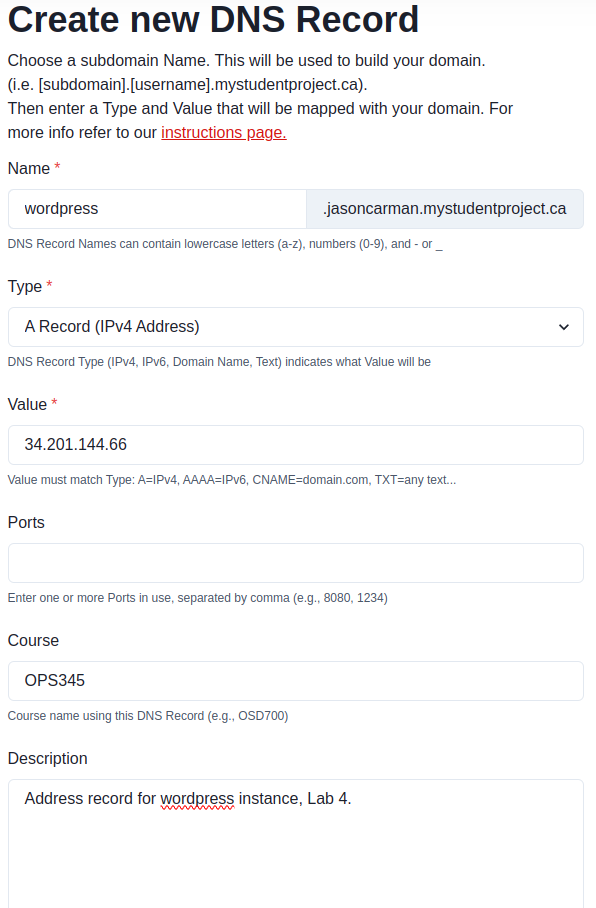 Create new DNS Record
Choose a subdomain Name. This will be used to build your domain.
(i.e. [subdomain].[username].mystudentproject.ca).
Then enter a Type and Value that will be mapped with your domain. For
more info refer to our instructions page.
Name *
wordpress .jasoncarman.mystudentproject.ca
DNS Record Names can contain lowercase letters (a-z), numbers (0-9), and - or _
Type *
A Record (IPv4 Address)
DNS Record Type (IPv4, IPv6, Domain Name, Text) indicates what Value will be
Value *
34.201.144.66
Value must match Type: A=IPv4, AAAA=IPv6, CNAME=domain.com, TXT=any text...
Ports
Enter one or more Ports in use, separated by comma (e.g., 8080, 1234)
Course
OPS345
Course name using this DNS Record (e.g., OSD700)
Description
Address record for wordpress instance, Lab 4.